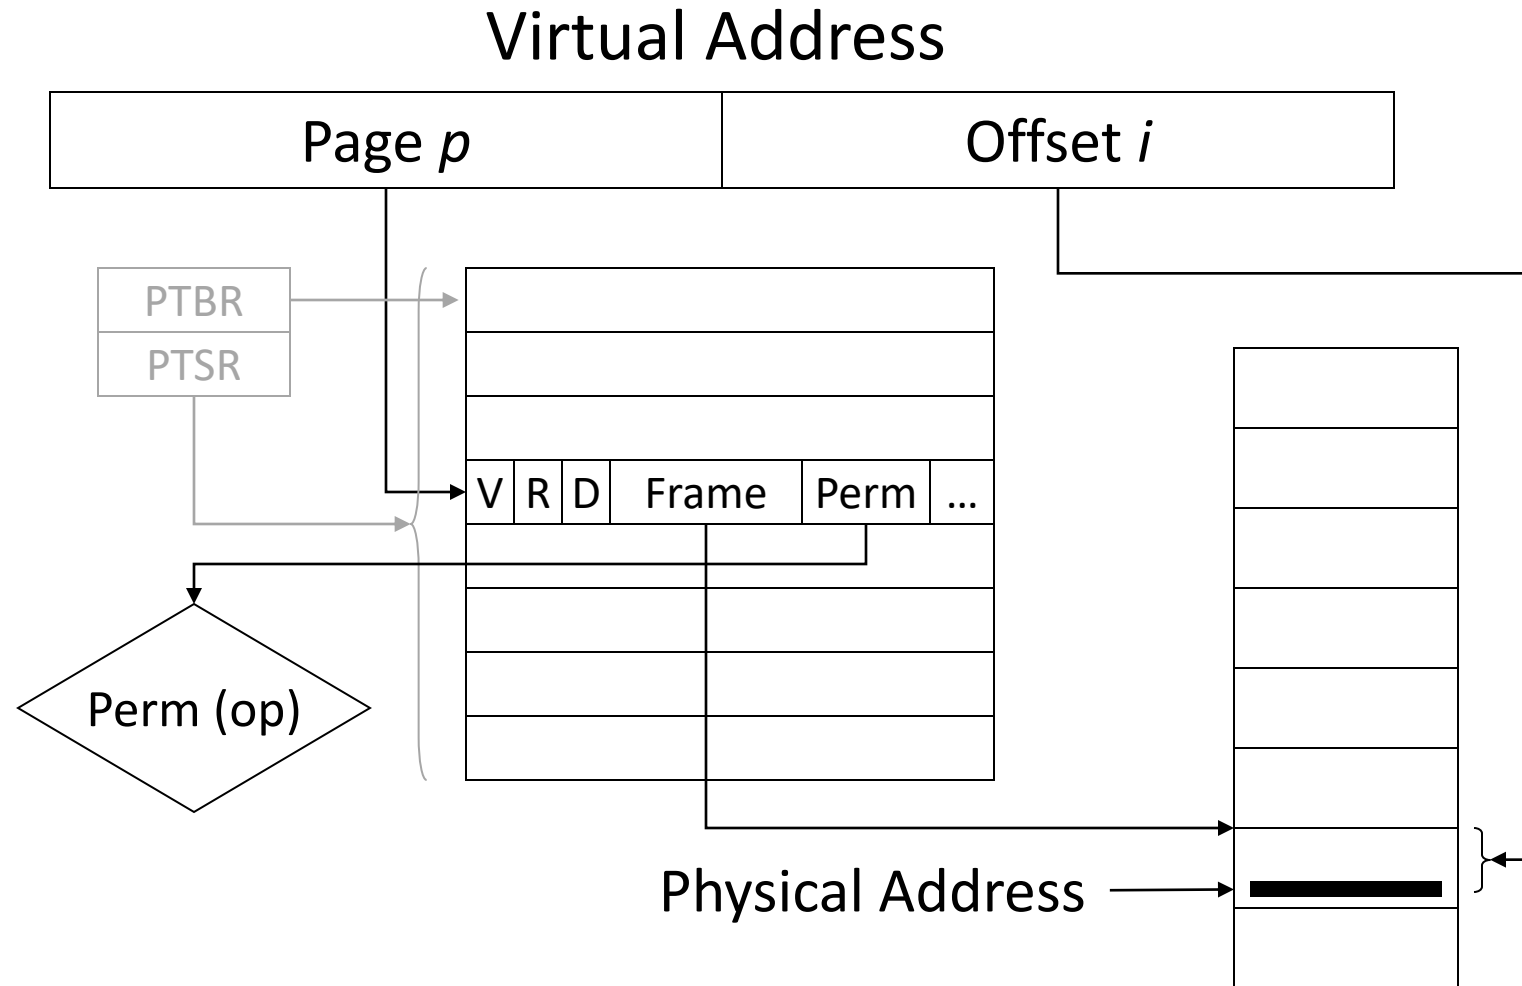 Virtual Address
Page p
Offset i
PTBR
PTSR
V R D Frame Perm ...
Perm (op)
Physical Address